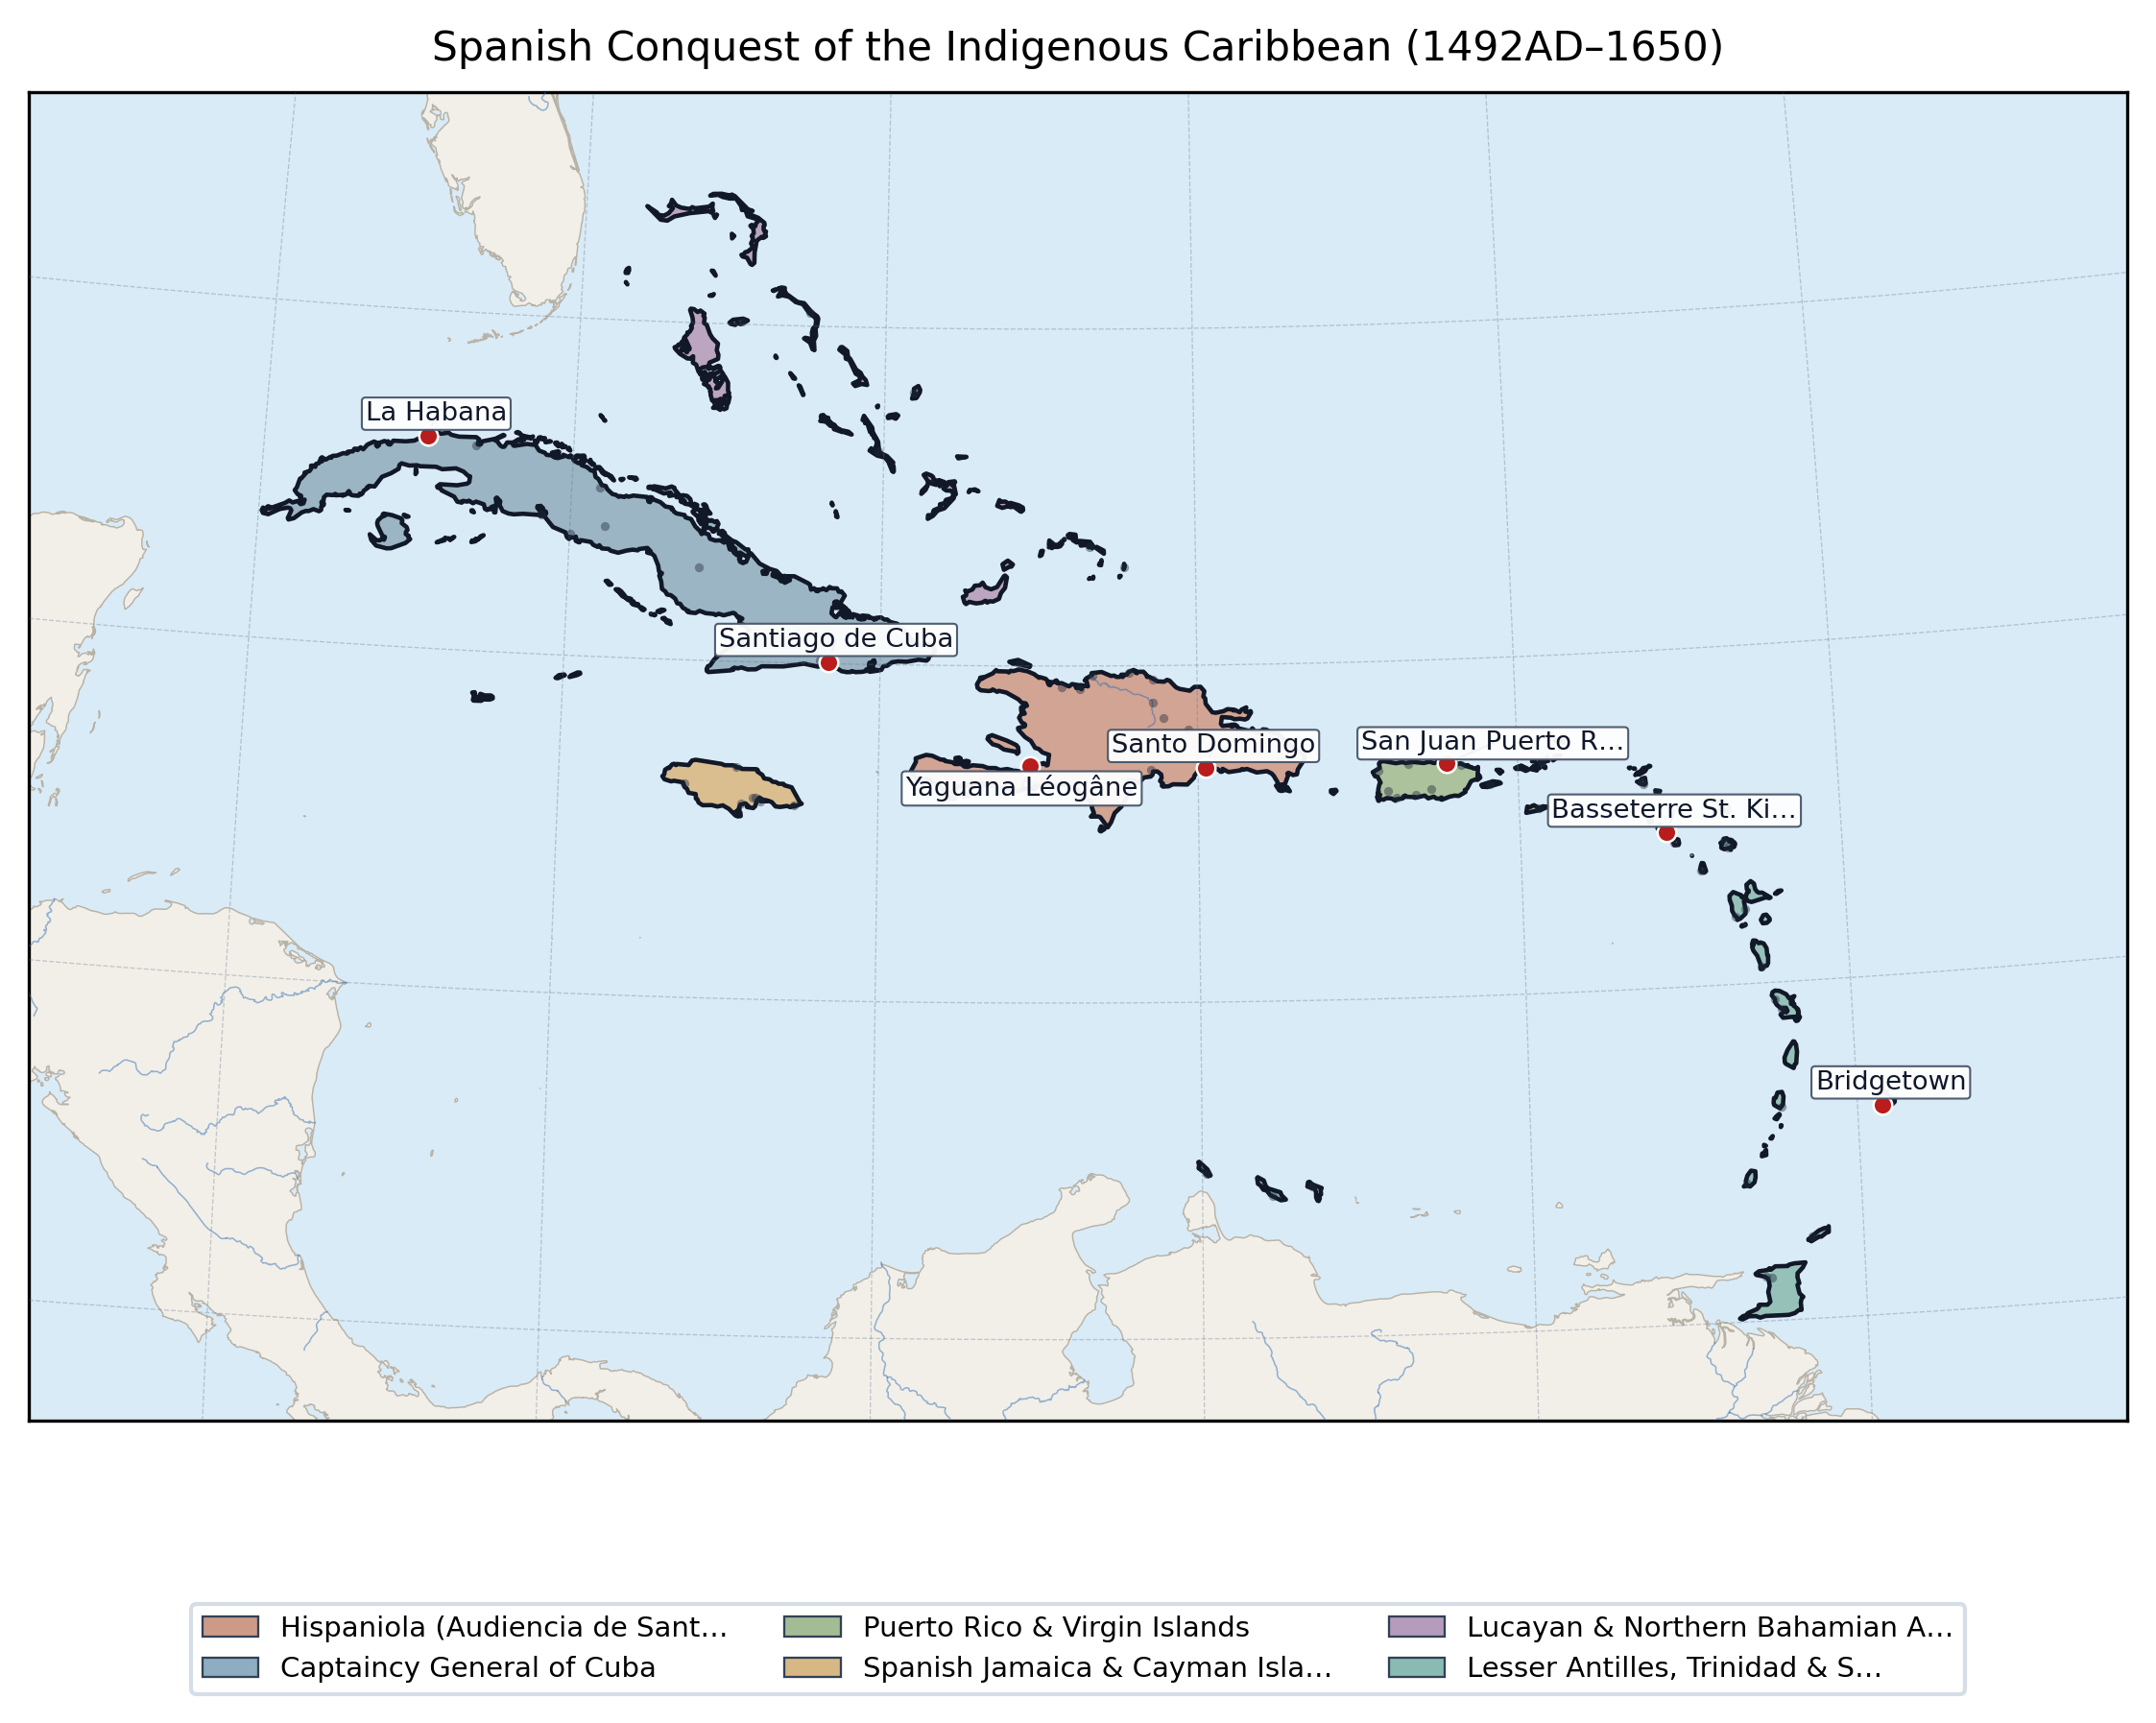 Spanish Conquest of the Indigenous Caribbean (1492AD–1650)
La Habana
Santiago de Cuba
Santo Domingo
San Juan Puerto R...
Yaguana Léogâne
Basseterre St. Ki...
Bridgetown
Hispaniola (Audiencia de Sant...
Captaincy General of Cuba
Puerto Rico & Virgin Islands
Spanish Jamaica & Cayman Isla...
Lucayan & Northern Bahamian A...
Lesser Antilles, Trinidad & S...